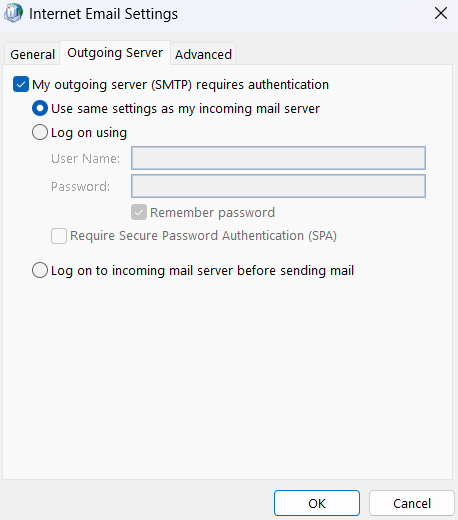 Internet Email Settings
General Outgoing Server Advanced
My outgoing server (SMTP) requires authentication
Use same settings as my incoming mail server
Log on using
User Name:
Password:
Remember password
Require Secure Password Authentication (SPA)
Log on to incoming mail server before sending mail
OK Cancel